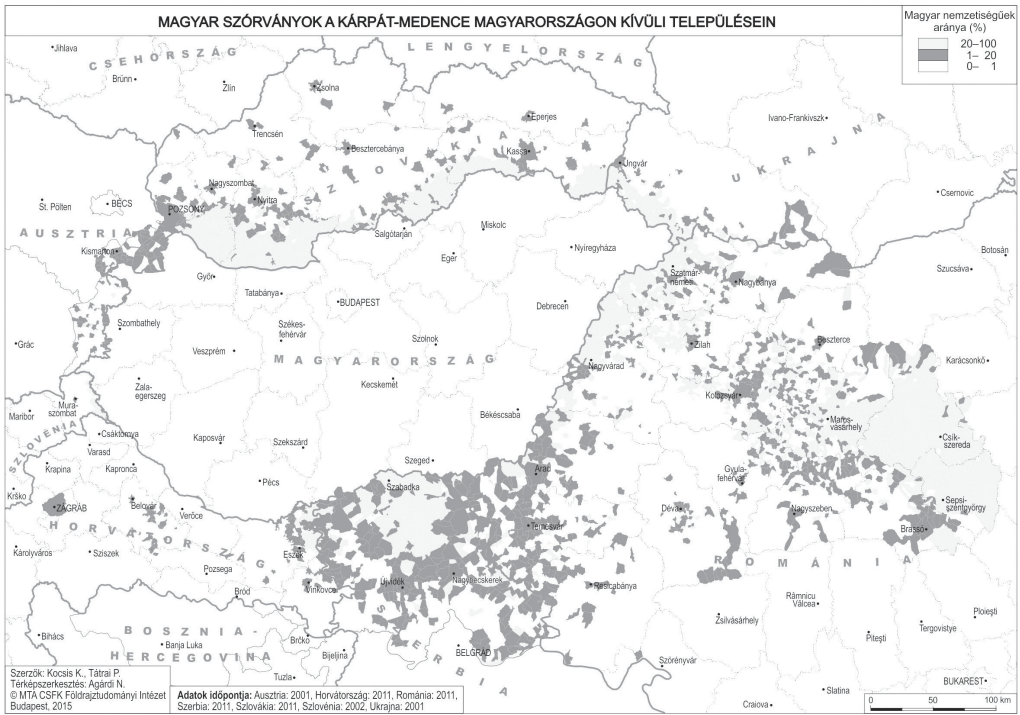 MAGYAR SZÓRVÁNYOK A KÁRPÁT-MEDENCE MAGYARORSZÁGON KÍVÜLI TELEPÜLÉSEIN
Magyar nemzetiségűek
aránya (%)
20–100
1– 20
0– 1
Jihlava
CSEHORSZÁG
LENGYELORSZÁG
Brünn
Zlín
Zsolna
Trencsén
Eperjes
Ivano-Frankivszk
Besztercebánya
Kassa
SZLOVÁKIA
Ungvár
UKRAJNA
Nagyszombat
Nyitra
Csernovic
St. Pölten
BÉCS
POZSONY
AUSZTRIA
Salgótarján
Miskolc
Kismarton
Eger
Nyíregyháza
Botosán
Győr
Szatmár-
németi
Nagybánya
Szucsáva
Tatabánya
BUDAPEST
Debrecen
Szombathely
Székes-
fehérvár
Szolnok
Zilah
Beszterce
Grác
Veszprém
MAGYARORSZÁG
Nagyvárad
Karácsonkő
Kecskemét
Zala-
egerszeg
Kolozsvár
Maribor
Mura-
szombat
Békéscsaba
Maros-
vásárhely
SZLOVÉNIA
Csáktornya
Kaposvár
Szekszárd
Csík-
szereda
Varasd
Krapina
Kapronca
Szeged
Arad
Gyula-
fehérvár
Pécs
Szabadka
Krško
ZÁGRÁB
Belovár
Verőce
Déva
Nagyszeben
Sepsi-
szentgyörgy
Temesvár
Brassó
HORVÁTORSZÁG
Károlyváros
Sziszek
Eszék
ROMÁNIA
Pozsega
Vinkovce
Újvidék
Nagybecskerek
Resicabánya
Bród
Râmnicu
Vâlcea
Zsilvásárhely
Ploiești
Bihács
BOSZNIA-
HERCEGOVINA
Banja Luka
Brčko
SZERBIA
BELGRÁD
Pitești
Tergovistye
Bijeljina
Szörényvár
Tuzla
Slatina
BUKAREST
Craiova
Szerzők: Kocsis K., Tátrai P.
Térképszerkesztés: Agárdi N.
© MTA CSFK Földrajztudományi Intézet
Budapest, 2015
Adatok időpontja: Ausztria: 2001, Horvátország: 2011, Románia: 2011,
Szerbia: 2011, Szlovákia: 2011, Szlovénia: 2002, Ukrajna: 2001
0 50 100 km